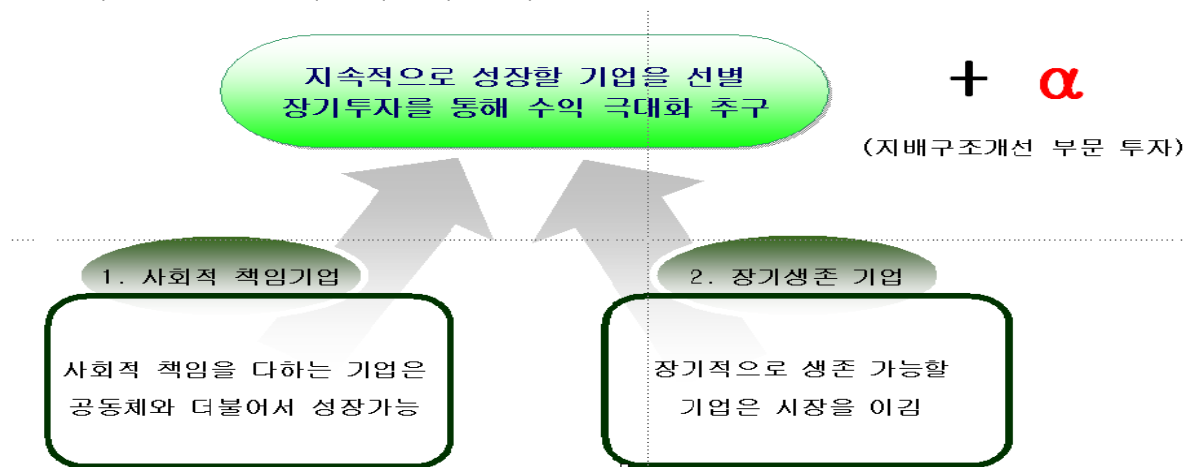 지속적으로 성장할 기업을 선별
장기투자를 통해 수익 극대화 추구
+ α
(지배구조개선 부문 투자)
1. 사회적 책임기업
2. 장기생존 기업
사회적 책임을 다하는 기업은
공동체와 더불어서 성장가능
장기적으로 생존 가능할
기업은 시장을 이김